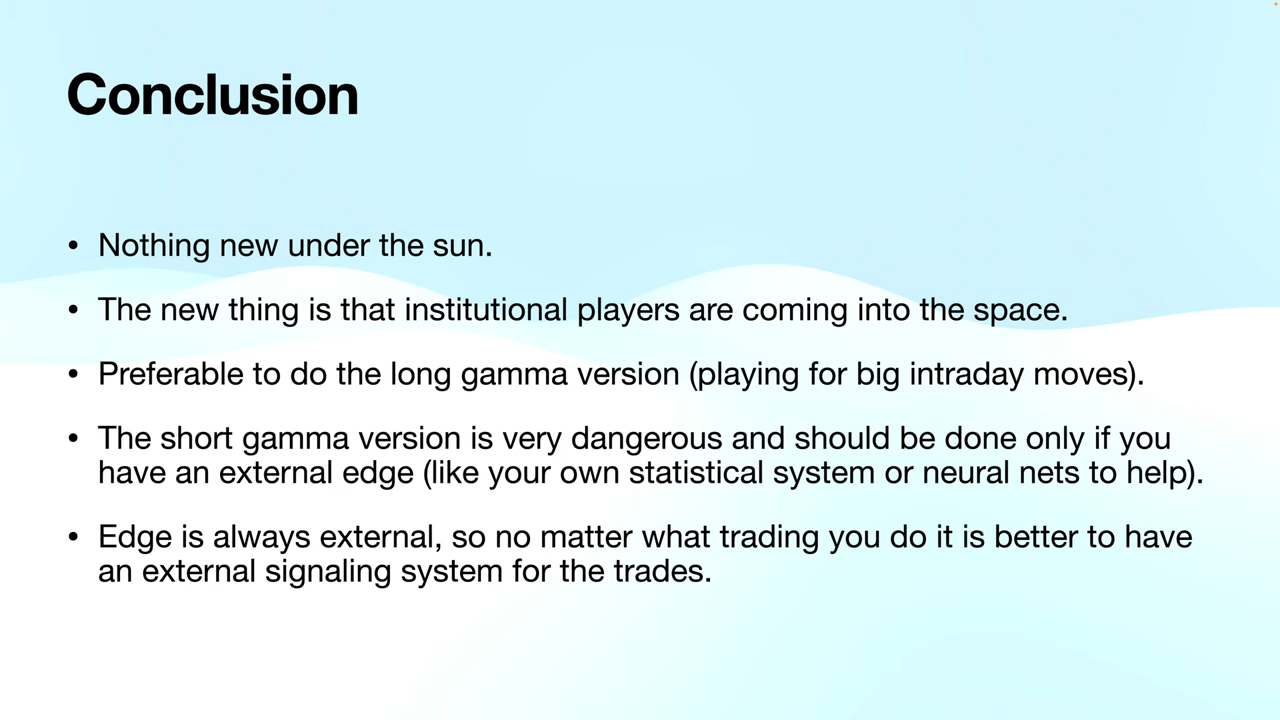 Conclusion
• Nothing new under the sun.
• The new thing is that institutional players are coming into the space.
• Preferable to do the long gamma version (playing for big intraday moves).
• The short gamma version is very dangerous and should be done only if you
have an external edge (like your own statistical system or neural nets to help).
• Edge is always external, so no matter what trading you do it is better to have
an external signaling system for the trades.